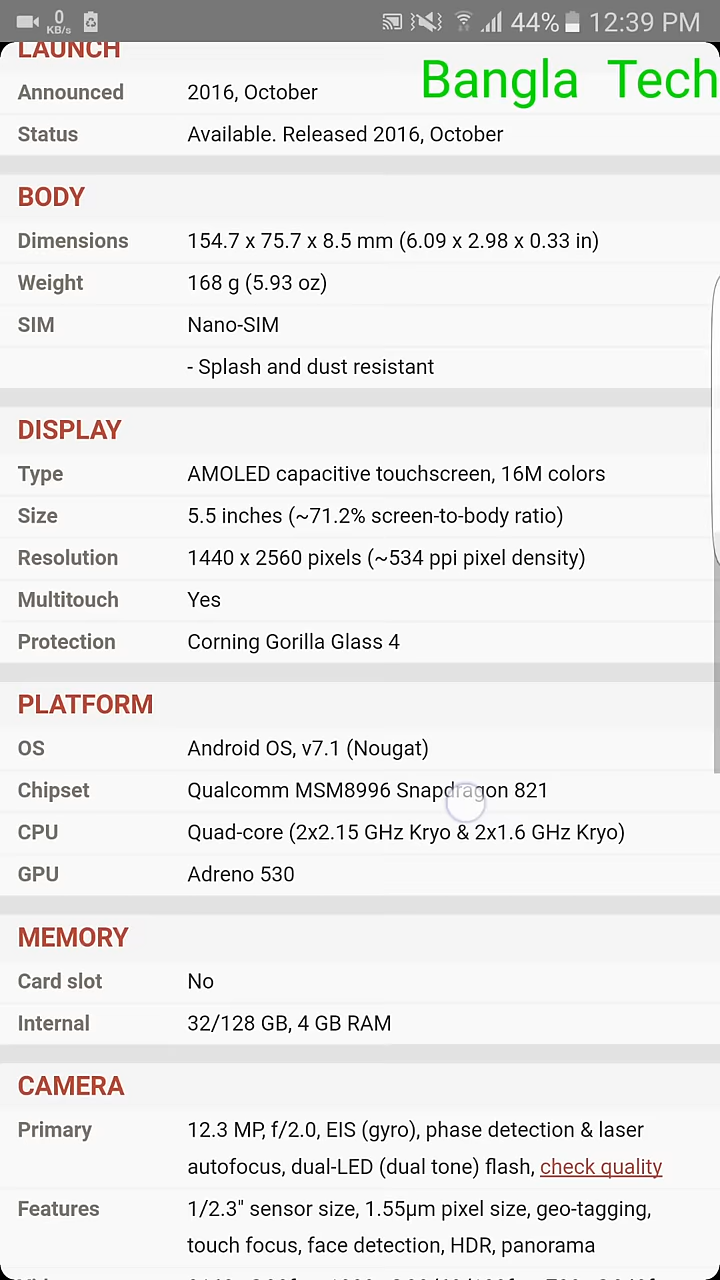 0 KB/s 44% 12:39 PM
LAUNCH
Bangla Tech
Announced 2016, October
Status Available. Released 2016, October
BODY
Dimensions 154.7 x 75.7 x 8.5 mm (6.09 x 2.98 x 0.33 in)
Weight 168 g (5.93 oz)
SIM Nano-SIM
- Splash and dust resistant
DISPLAY
Type AMOLED capacitive touchscreen, 16M colors
Size 5.5 inches (~71.2% screen-to-body ratio)
Resolution 1440 x 2560 pixels (~534 ppi pixel density)
Multitouch Yes
Protection Corning Gorilla Glass 4
PLATFORM
OS Android OS, v7.1 (Nougat)
Chipset Qualcomm MSM8996 Snapdragon 821
CPU Quad-core (2x2.15 GHz Kryo & 2x1.6 GHz Kryo)
GPU Adreno 530
MEMORY
Card slot No
Internal 32/128 GB, 4 GB RAM
CAMERA
Primary 12.3 MP, f/2.0, EIS (gyro), phase detection & laser
autofocus, dual-LED (dual tone) flash, check quality
Features 1/2.3" sensor size, 1.55µm pixel size, geo-tagging,
touch focus, face detection, HDR, panorama